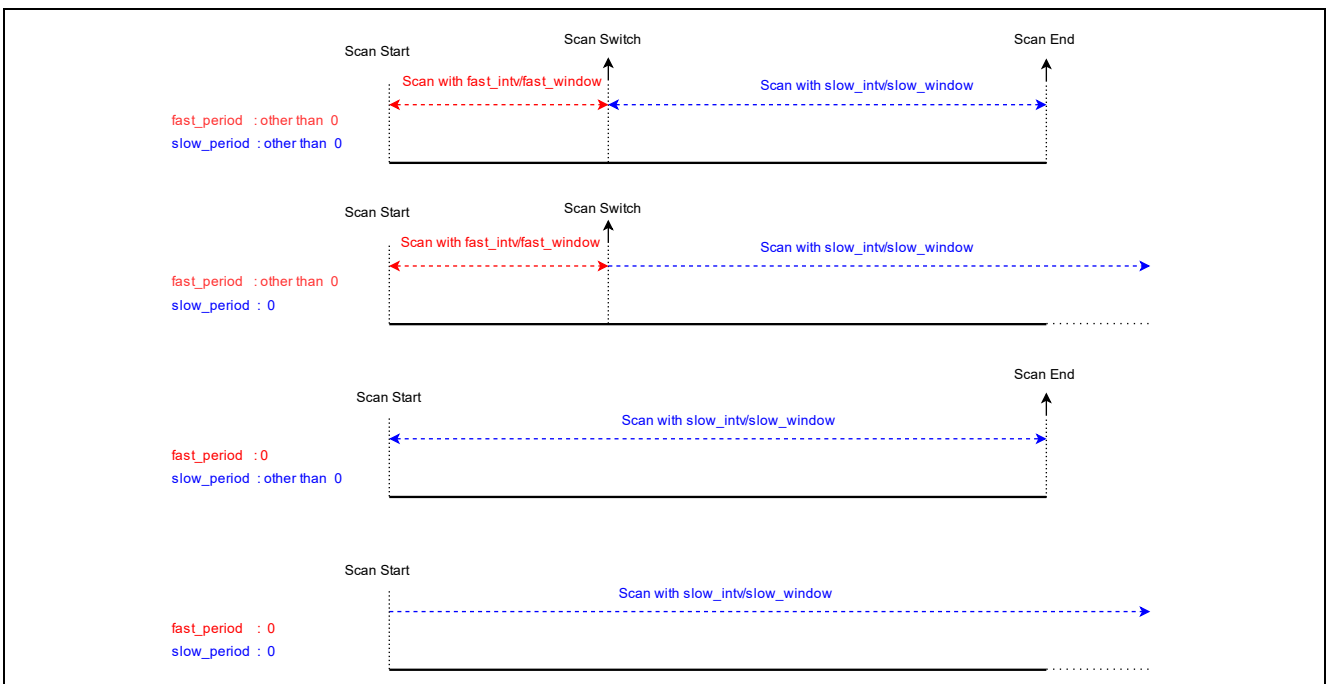 Scan Start
Scan Switch
Scan End
Scan with fast_intv/fast_window
Scan with slow_intv/slow_window
fast_period : other than 0
slow_period : other than 0
Scan Start
Scan Switch
Scan with fast_intv/fast_window
Scan with slow_intv/slow_window
fast_period : other than 0
slow_period : 0
Scan Start
Scan End
Scan with slow_intv/slow_window
fast_period : 0
slow_period : other than 0
Scan Start
Scan with slow_intv/slow_window
fast_period : 0
slow_period : 0